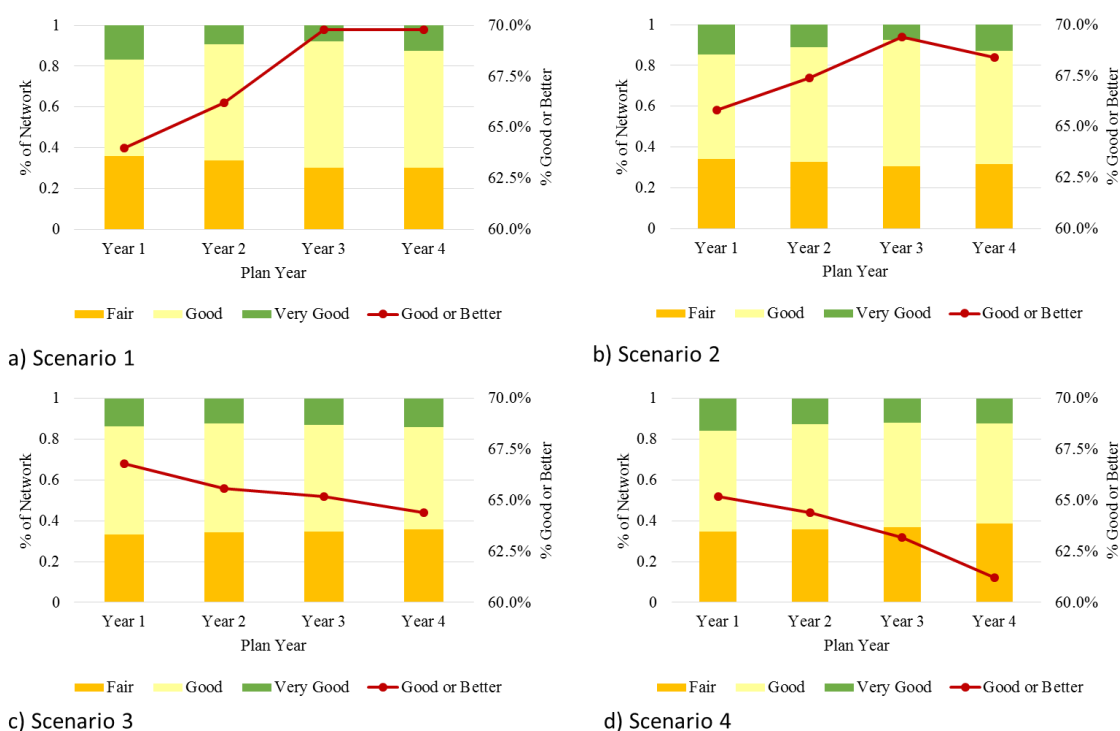 1
0.8
0.6
0.4
0.2
0
% of Network
70.0%
67.5%
65.0%
62.5%
60.0%
% Good or Better
Year 1 Year 2 Year 3 Year 4
Plan Year
Fair Good Very Good Good or Better
a) Scenario 1
1
0.8
0.6
0.4
0.2
0
% of Network
70.0%
67.5%
65.0%
62.5%
60.0%
% Good or Better
Year 1 Year 2 Year 3 Year 4
Plan Year
Fair Good Very Good Good or Better
b) Scenario 2
1
0.8
0.6
0.4
0.2
0
% of Network
70.0%
67.5%
65.0%
62.5%
60.0%
% Good or Better
Year 1 Year 2 Year 3 Year 4
Plan Year
Fair Good Very Good Good or Better
c) Scenario 3
1
0.8
0.6
0.4
0.2
0
% of Network
70.0%
67.5%
65.0%
62.5%
60.0%
% Good or Better
Year 1 Year 2 Year 3 Year 4
Plan Year
Fair Good Very Good Good or Better
d) Scenario 4